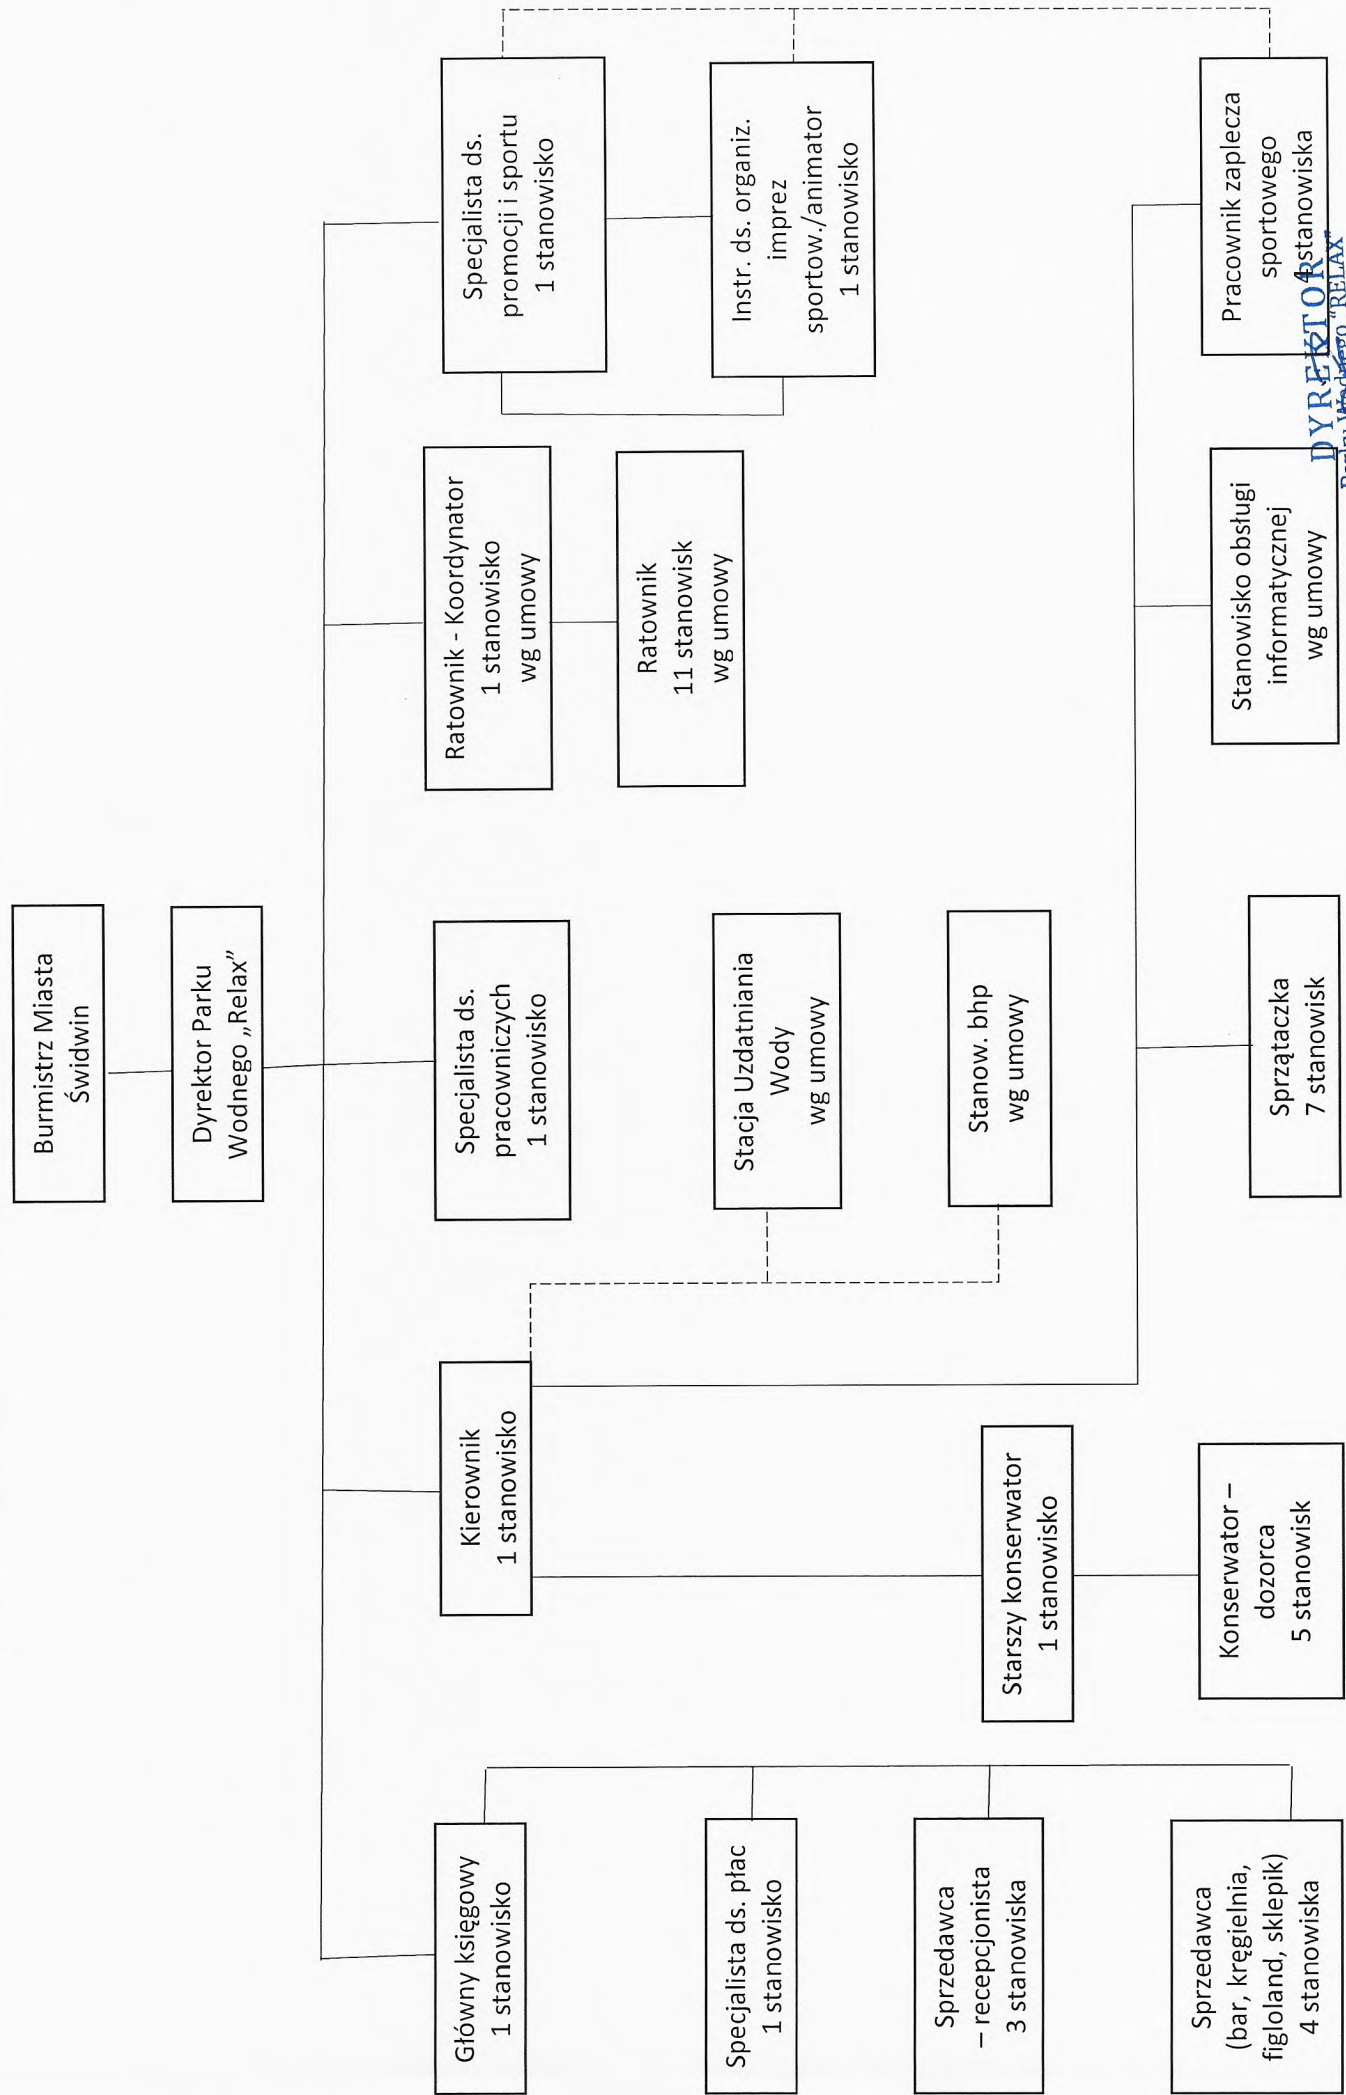 Burmistrz Miasta
Świdwin
Dyrektor Parku
Wodnego „Relax”
Główny księgowy
1 stanowisko
Kierownik
1 stanowisko
Specjalista ds.
pracowniczych
1 stanowisko
Ratownik - Koordynator
1 stanowisko
wg umowy
Specjalista ds.
promocji i sportu
1 stanowisko
Ratownik
11 stanowisk
wg umowy
Specjalista ds. płac
1 stanowisko
Stacja Uzdatniania
Wody
wg umowy
Instr. ds. organiz.
imprez
sportow./animator
1 stanowisko
Sprzedawca
– recepcjonista
3 stanowiska
Starszy konserwator
1 stanowisko
Stanow. bhp
wg umowy
Sprzedawca
(bar, kręgielnia,
figloland, sklepik)
4 stanowiska
Konserwator –
dozorca
5 stanowisk
Sprzątaczka
7 stanowisk
Stanowisko obsługi
informatycznej
wg umowy
Pracownik zaplecza
sportowego
4 stanowiska
DYREKTOR
Parku Wodnego "RELAX"